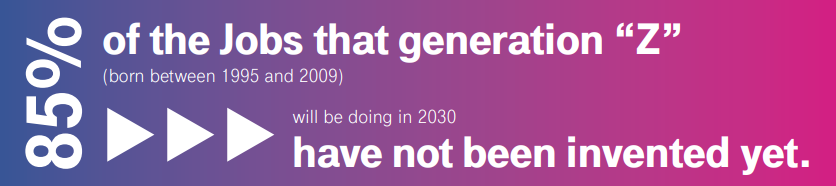 85%
of the Jobs that generation “Z”
(born between 1995 and 2009)
will be doing in 2030
have not been invented yet.